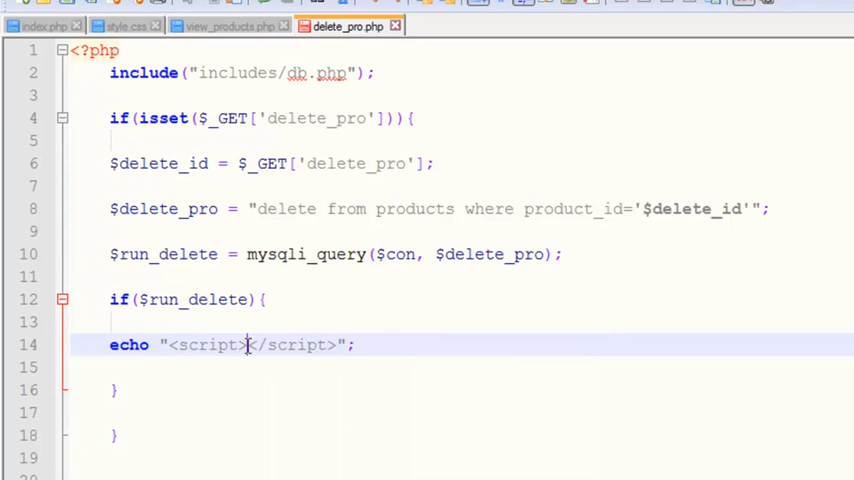 index.php style.css view_products.php delete_pro.php
1 <?php
2 include("includes/db.php");
3
4 if(isset($_GET['delete_pro'])){
5
6 $delete_id = $_GET['delete_pro'];
7
8 $delete_pro = "delete from products where product_id='$delete_id'";
9
10 $run_delete = mysqli_query($con, $delete_pro);
11
12 if($run_delete){
13
14 echo "<script></script>";
15
16 }
17
18 }
19